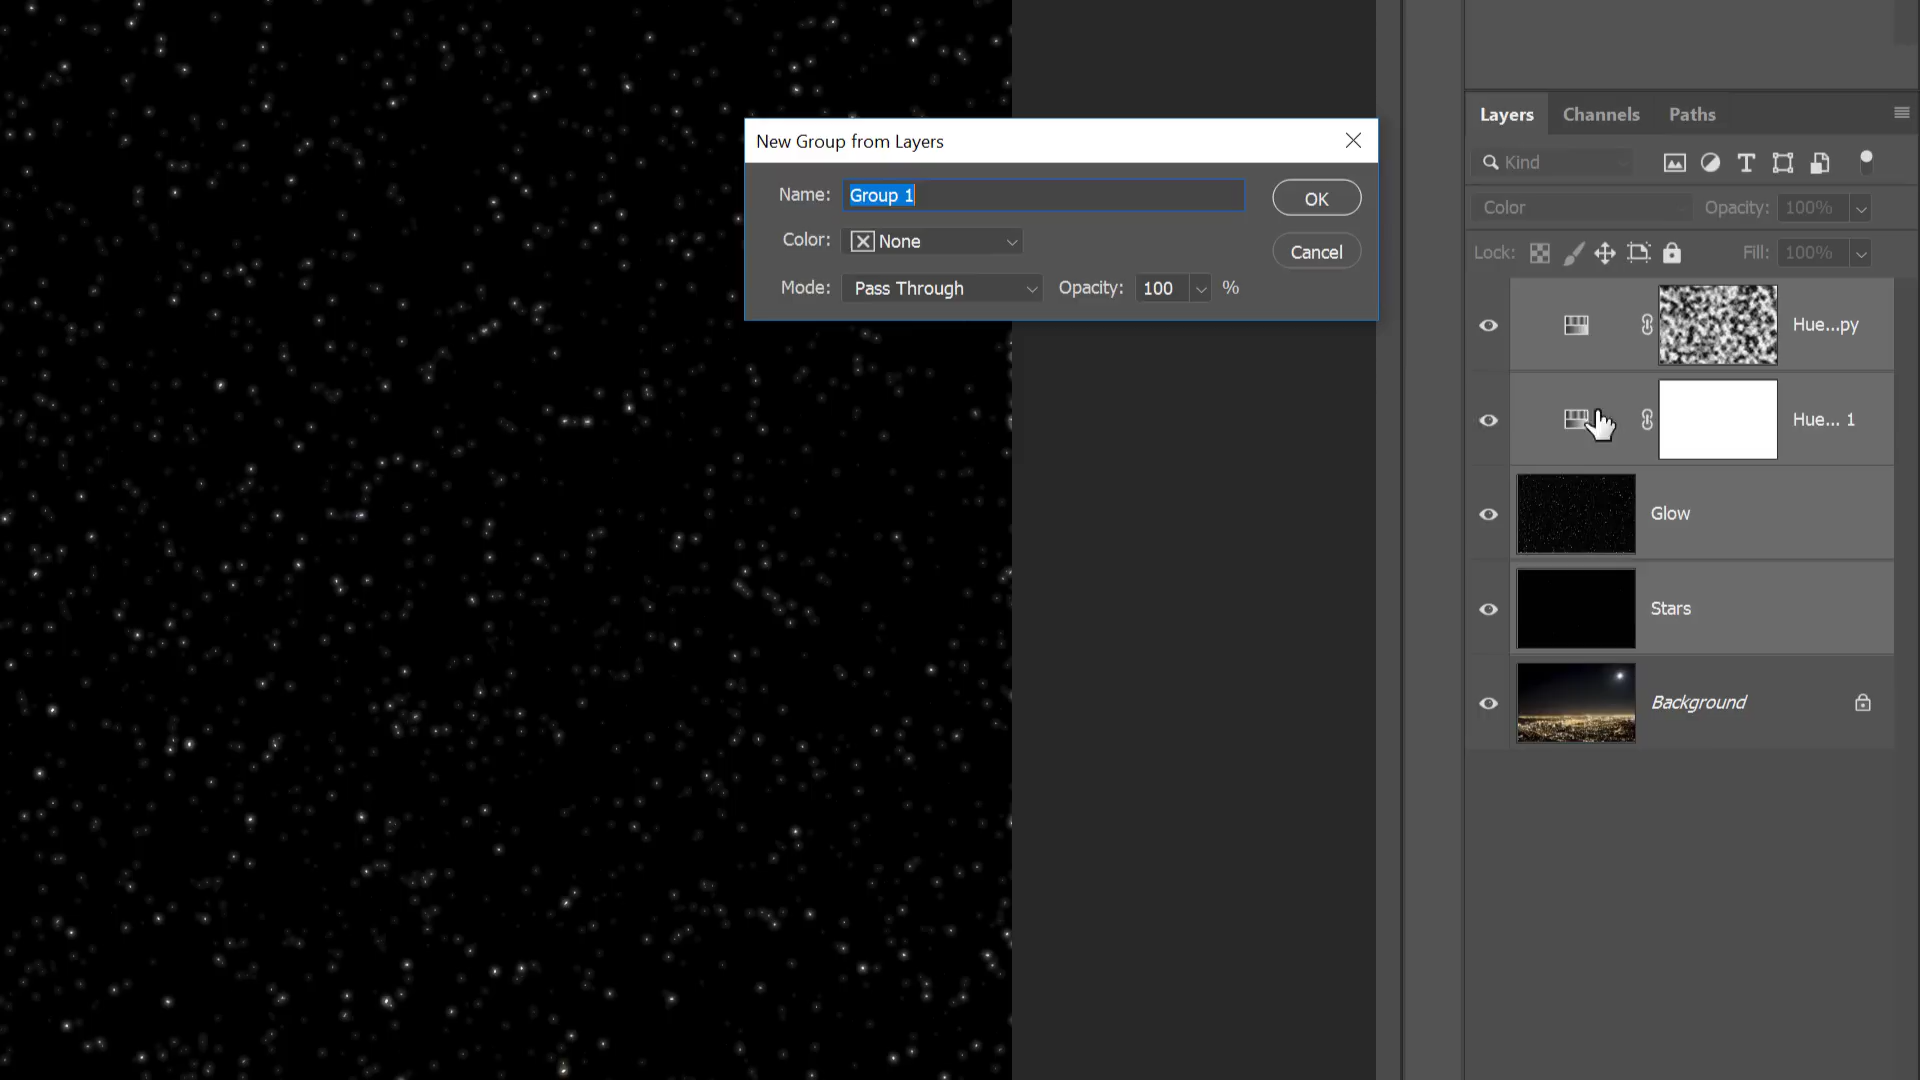 New Group from Layers
Name: Group 1
OK
Color: None
Cancel
Mode: Pass Through Opacity: 100 %
Layers Channels Paths
Kind
Color Opacity: 100%
Lock: Fill: 100%
Hue...py
Hue... 1
Glow
Stars
Background